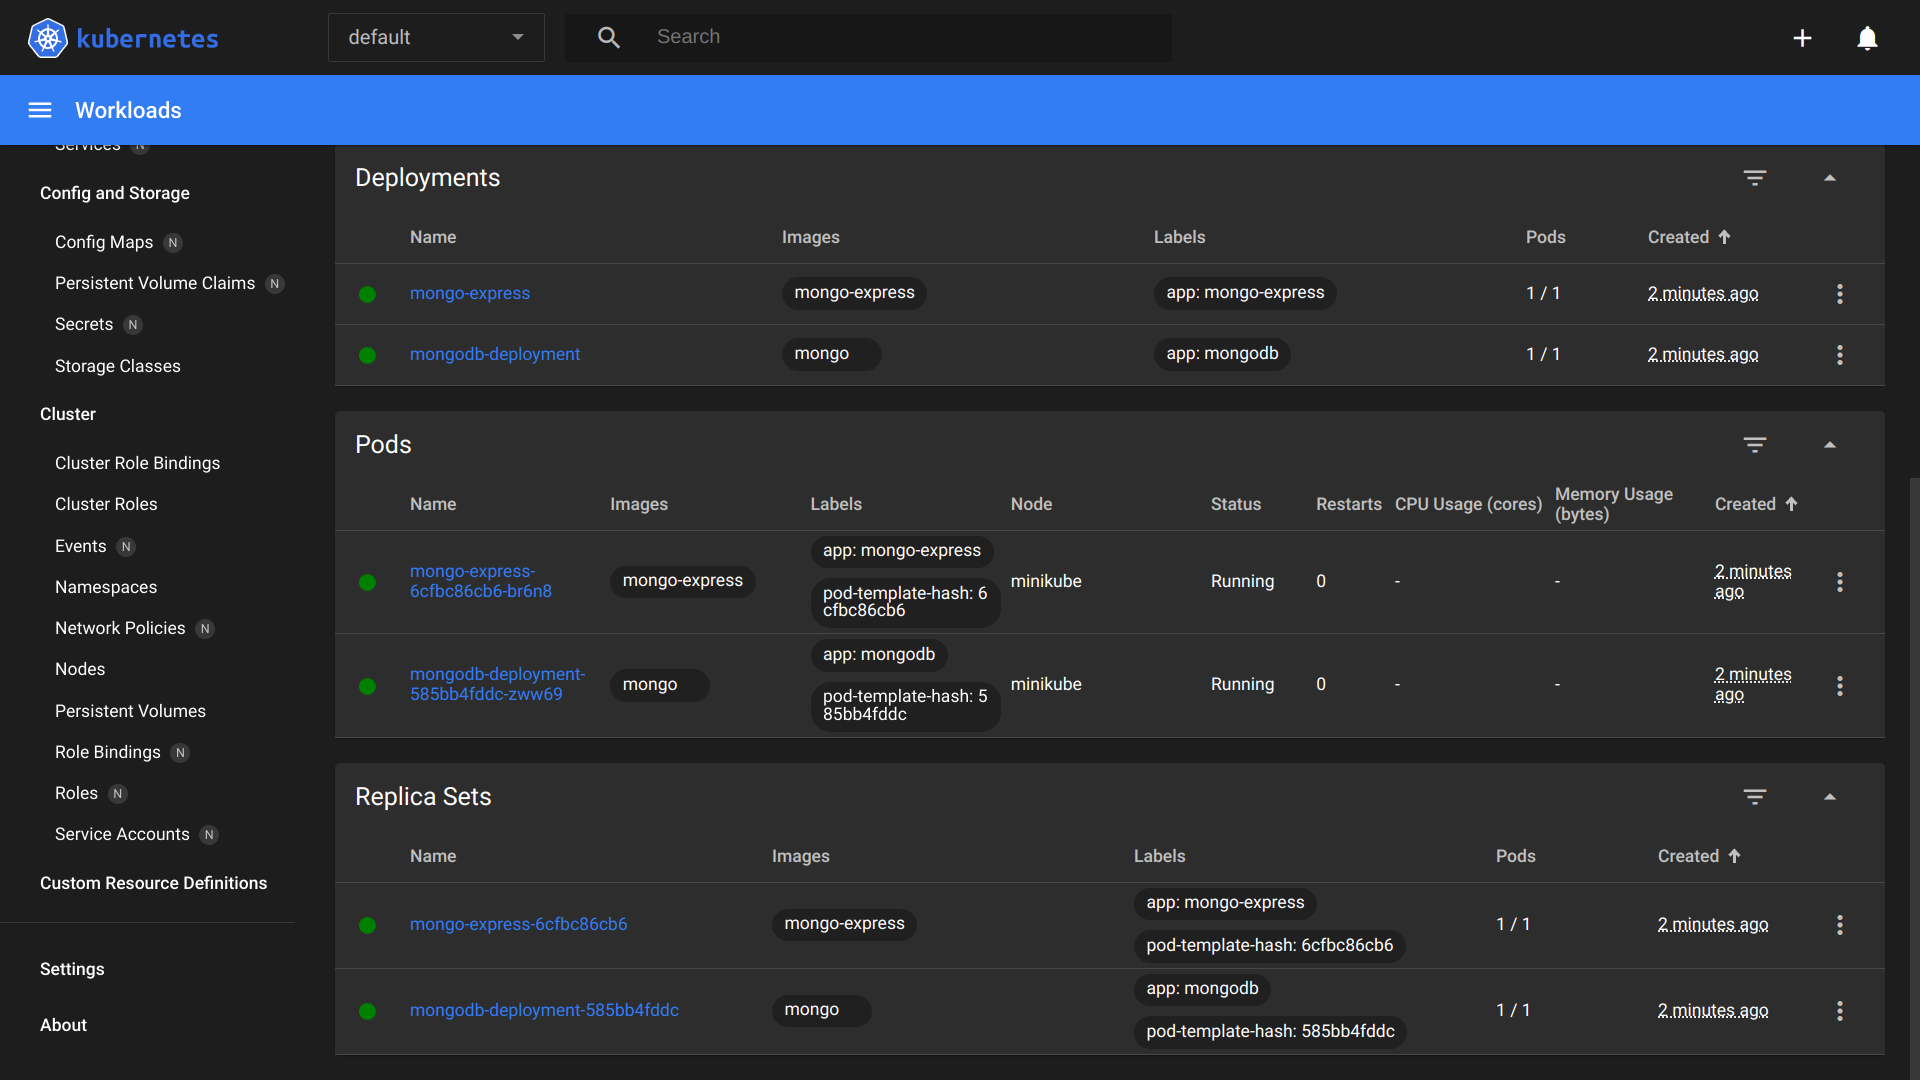 kubernetes
default
Search
Workloads
Services N
Config and Storage
Config Maps N
Persistent Volume Claims N
Secrets N
Storage Classes
Cluster
Cluster Role Bindings
Cluster Roles
Events N
Namespaces
Network Policies N
Nodes
Persistent Volumes
Role Bindings N
Roles N
Service Accounts N
Custom Resource Definitions
Settings
About
Deployments
Name Images Labels Pods Created
mongo-express mongo-express app: mongo-express 1 / 1 2 minutes ago
mongodb-deployment mongo app: mongodb 1 / 1 2 minutes ago
Pods
Name Images Labels Node Status Restarts CPU Usage (cores) Memory Usage
(bytes) Created
mongo-express-
6cfbc86cb6-br6n8
mongo-express
app: mongo-express
pod-template-hash: 6
cfbc86cb6
minikube
Running
0
-
-
2 minutes
ago
mongodb-deployment-
585bb4fddc-zww69
mongo
app: mongodb
pod-template-hash: 5
85bb4fddc
minikube
Running
0
-
-
2 minutes
ago
Replica Sets
Name Images Labels Pods Created
mongo-express-6cfbc86cb6
mongo-express
app: mongo-express
pod-template-hash: 6cfbc86cb6
1 / 1
2 minutes ago
mongodb-deployment-585bb4fddc
mongo
app: mongodb
pod-template-hash: 585bb4fddc
1 / 1
2 minutes ago